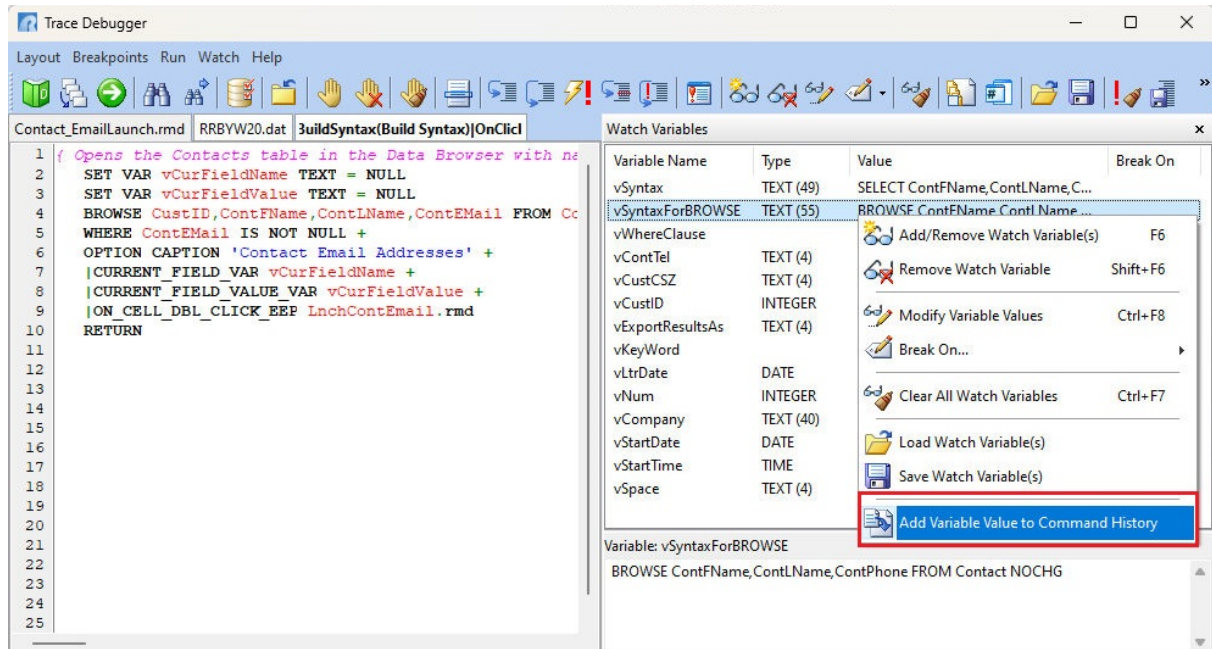 Trace Debugger
Layout Breakpoints Run Watch Help
Contact_EmailLaunch.rmd RRBYW20.dat BuildSyntax(Build Syntax)|OnClicl
1 { Opens the Contacts table in the Data Browser with na
2 SET VAR vCurFieldName TEXT = NULL
3 SET VAR vCurFieldValue TEXT = NULL
4 BROWSE CustID,ContFName,ContLName,ContEMail FROM Co
5 WHERE ContEMail IS NOT NULL +
6 OPTION CAPTION 'Contact Email Addresses' +
7 |CURRENT_FIELD_VAR vCurFieldName +
8 |CURRENT_FIELD_VALUE_VAR vCurFieldValue +
9 |ON_CELL_DBL_CLICK_EEP LnchContEmail.rmd
10 RETURN
11
12
13
14
15
16
17
18
19
20
21
22
23
24
25
Watch Variables
Variable Name Type Value Break On
vSyntax TEXT (49) SELECT ContFName,ContLName,C...
vSyntaxForBROWSE TEXT (55) BROWSE ContFName,ContLName,...
vWhereClause
vContTel TEXT (4)
vCustCSZ TEXT (4)
vCustID INTEGER
vExportResultsAs TEXT (4)
vKeyWord
vLtrDate DATE
vNum INTEGER
vCompany TEXT (40)
vStartDate DATE
vStartTime TIME
vSpace TEXT (4)
Add/Remove Watch Variable(s) F6
Remove Watch Variable Shift+F6
Modify Variable Values Ctrl+F8
Break On...
Clear All Watch Variables Ctrl+F7
Load Watch Variable(s)
Save Watch Variable(s)
Add Variable Value to Command History
Variable: vSyntaxForBROWSE
BROWSE ContFName,ContLName,ContPhone FROM Contact NOCHG